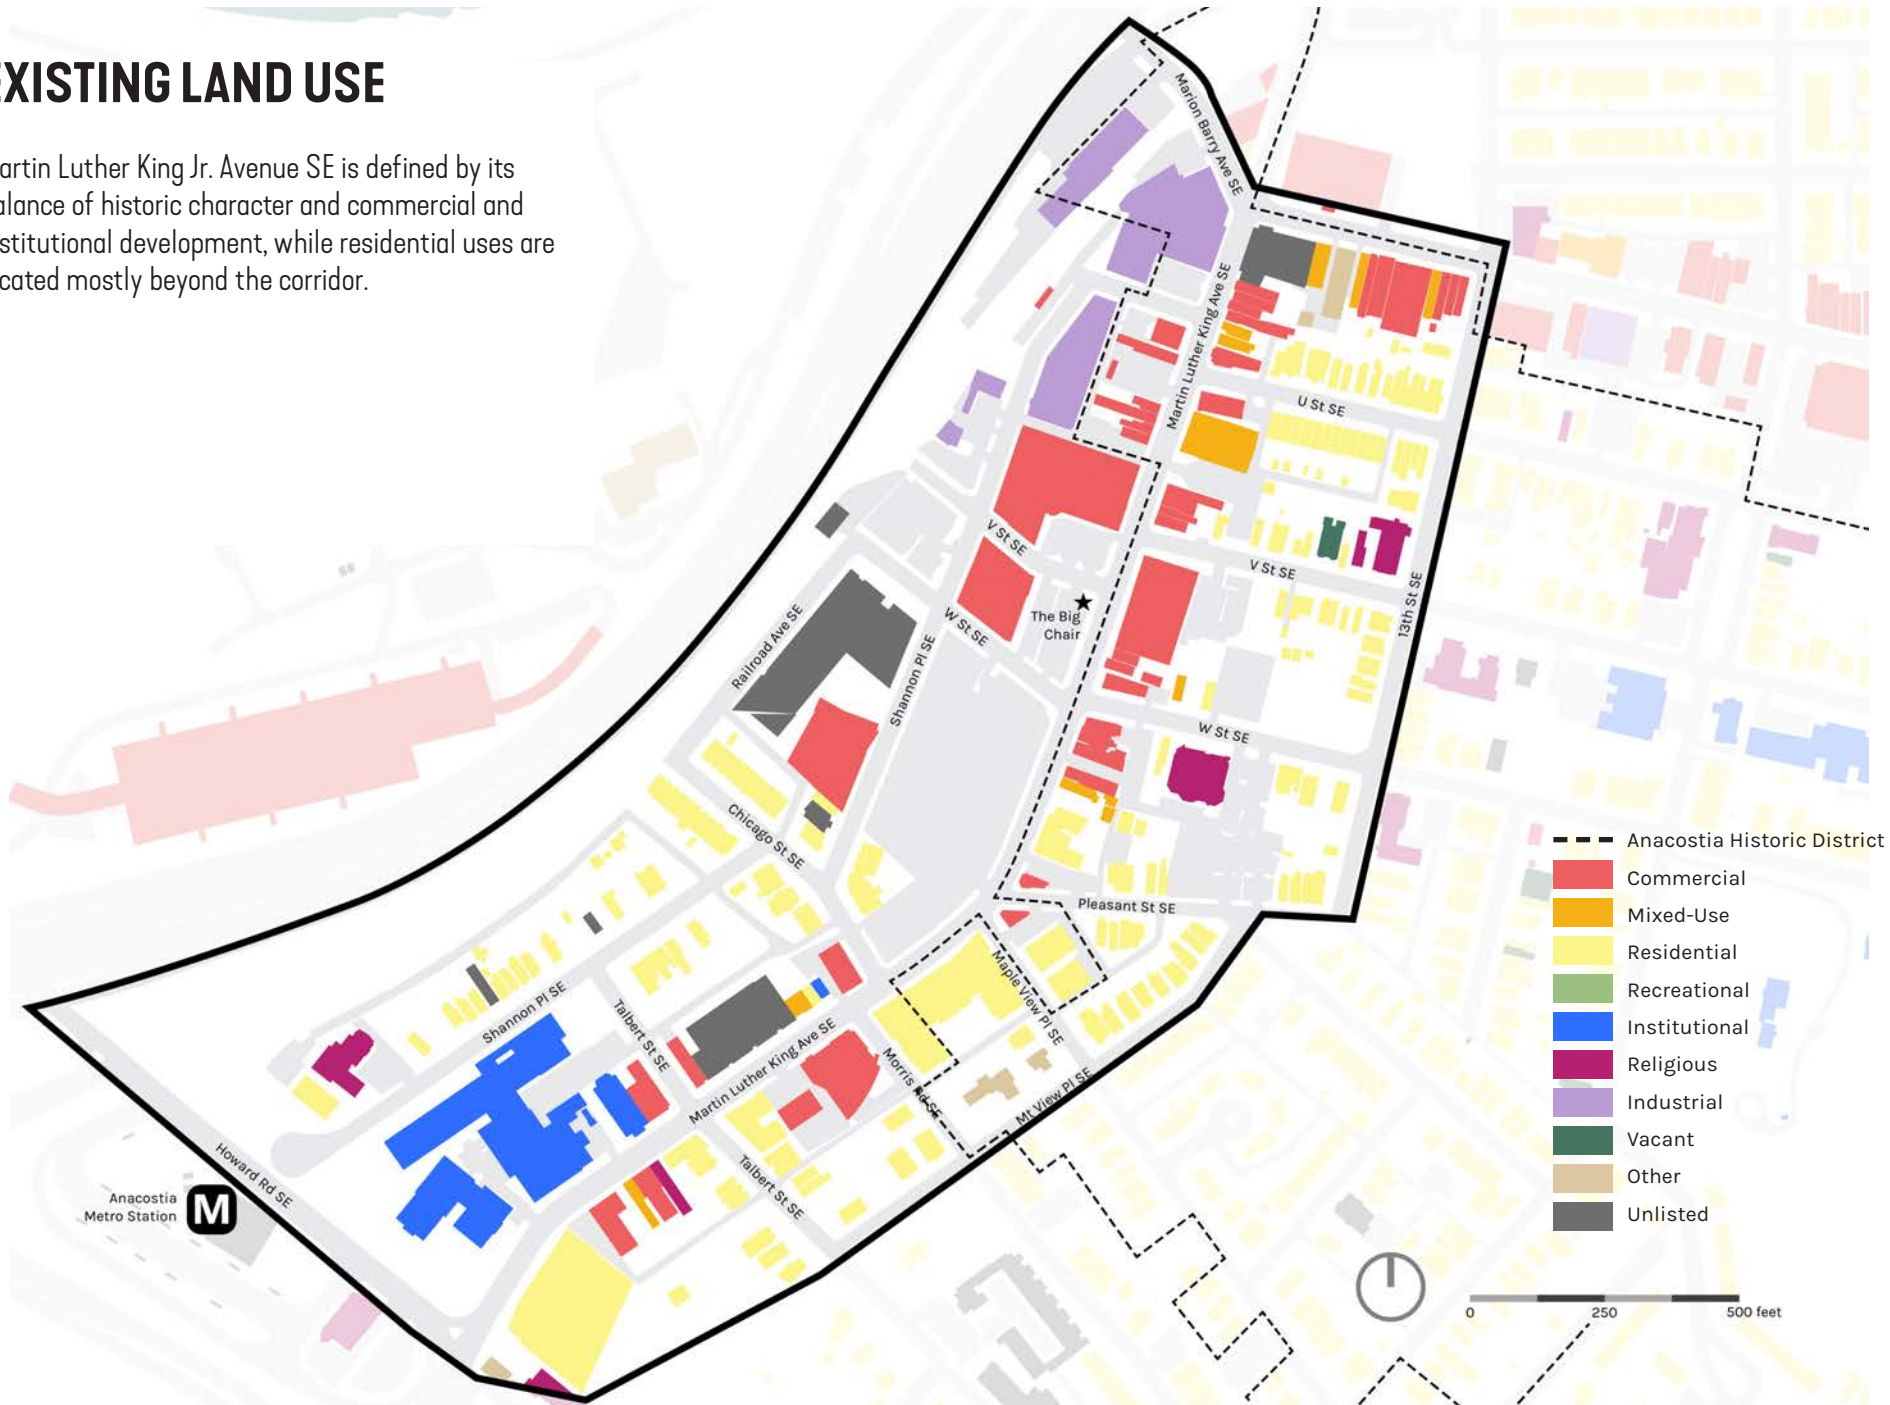 EXISTING LAND USE
artin Luther King Jr. Avenue SE is defined by its
alance of historic character and commercial and
stitutional development, while residential uses are
cated mostly beyond the corridor.
Marion Barry Ave SE
Martin Luther King Ave SE
U St SE
V St SE
V St SE
13th St SE
The Big
Chair
W St SE
Railroad Ave SE
Shannon Pl SE
W St SE
Chicago St SE
Pleasant St SE
Maple View Pl SE
Shannon Pl SE
Talbert St SE
Martin Luther King Ave SE
Morris Rd SE
Mt View Pl SE
Talbert St SE
Howard Rd SE
Anacostia
Metro Station
M
Anacostia Historic District
Commercial
Mixed-Use
Residential
Recreational
Institutional
Religious
Industrial
Vacant
Other
Unlisted
0 250 500 feet